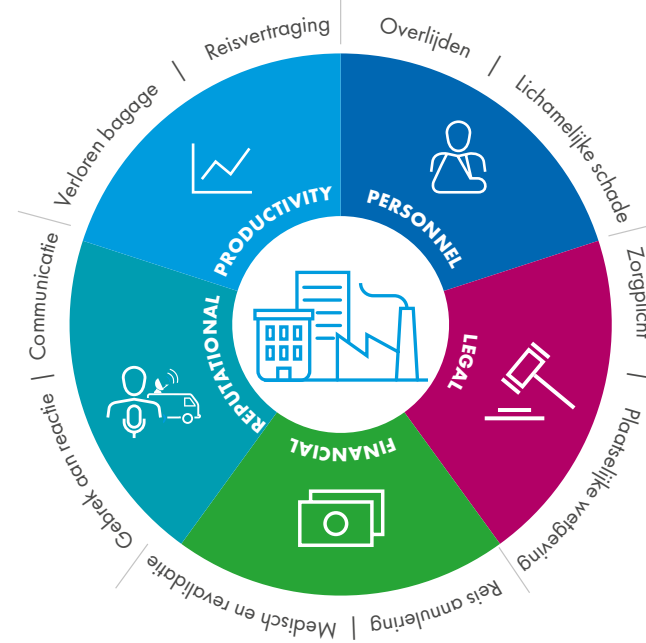 Overlijden
Lichamelijke schade
PERSONNEL
Zorgplicht
Plaatselijke wetgeving
LEGAL
Reis annulering
Medisch en revalidatie
FINANCIAL
Gebrek aan reactie
Communicatie
REPUTATIONAL
Verloren bagage
Reisvertraging
PRODUCTIVITY